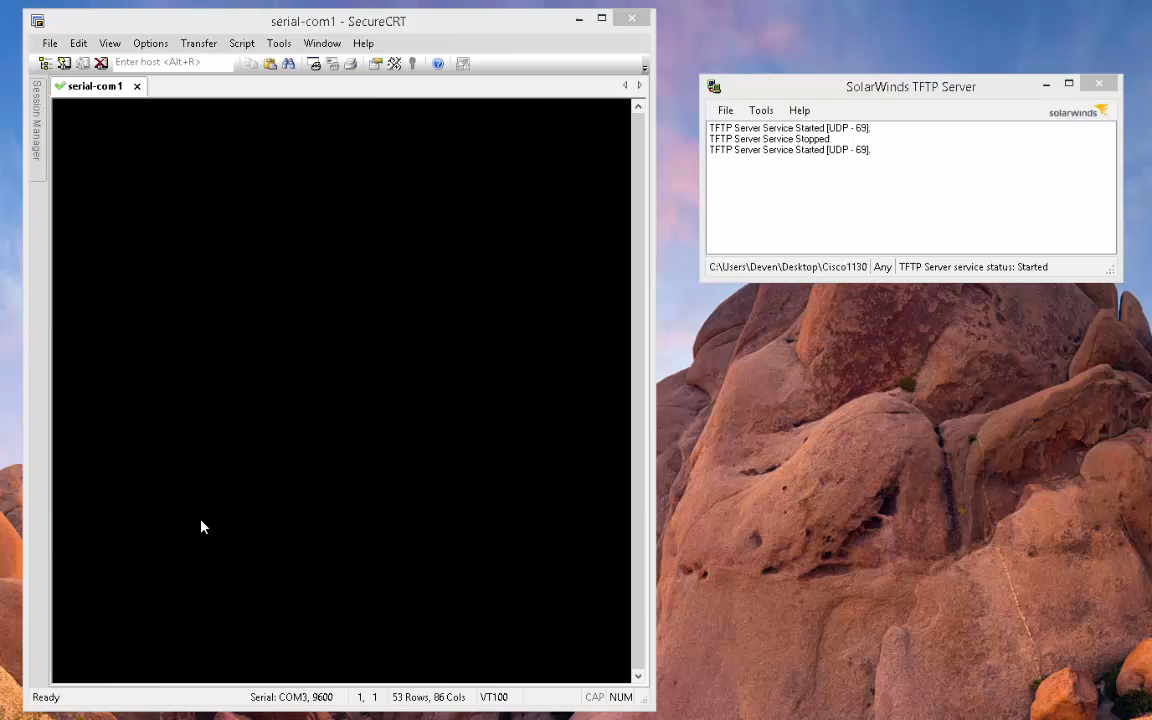 serial-com1 - SecureCRT
File Edit View Options Transfer Script Tools Window Help
Enter host <Alt+R>
serial-com1
Session Manager
Ready Serial: COM3, 9600 1, 1 53 Rows, 86 Cols VT100 CAP NUM
SolarWinds TFTP Server
File Tools Help
solarwinds
TFTP Server Service Started [UDP - 69].
TFTP Server Service Stopped.
TFTP Server Service Started [UDP - 69].
C:\Users\Deven\Desktop\Cisco1130 Any TFTP Server service status: Started